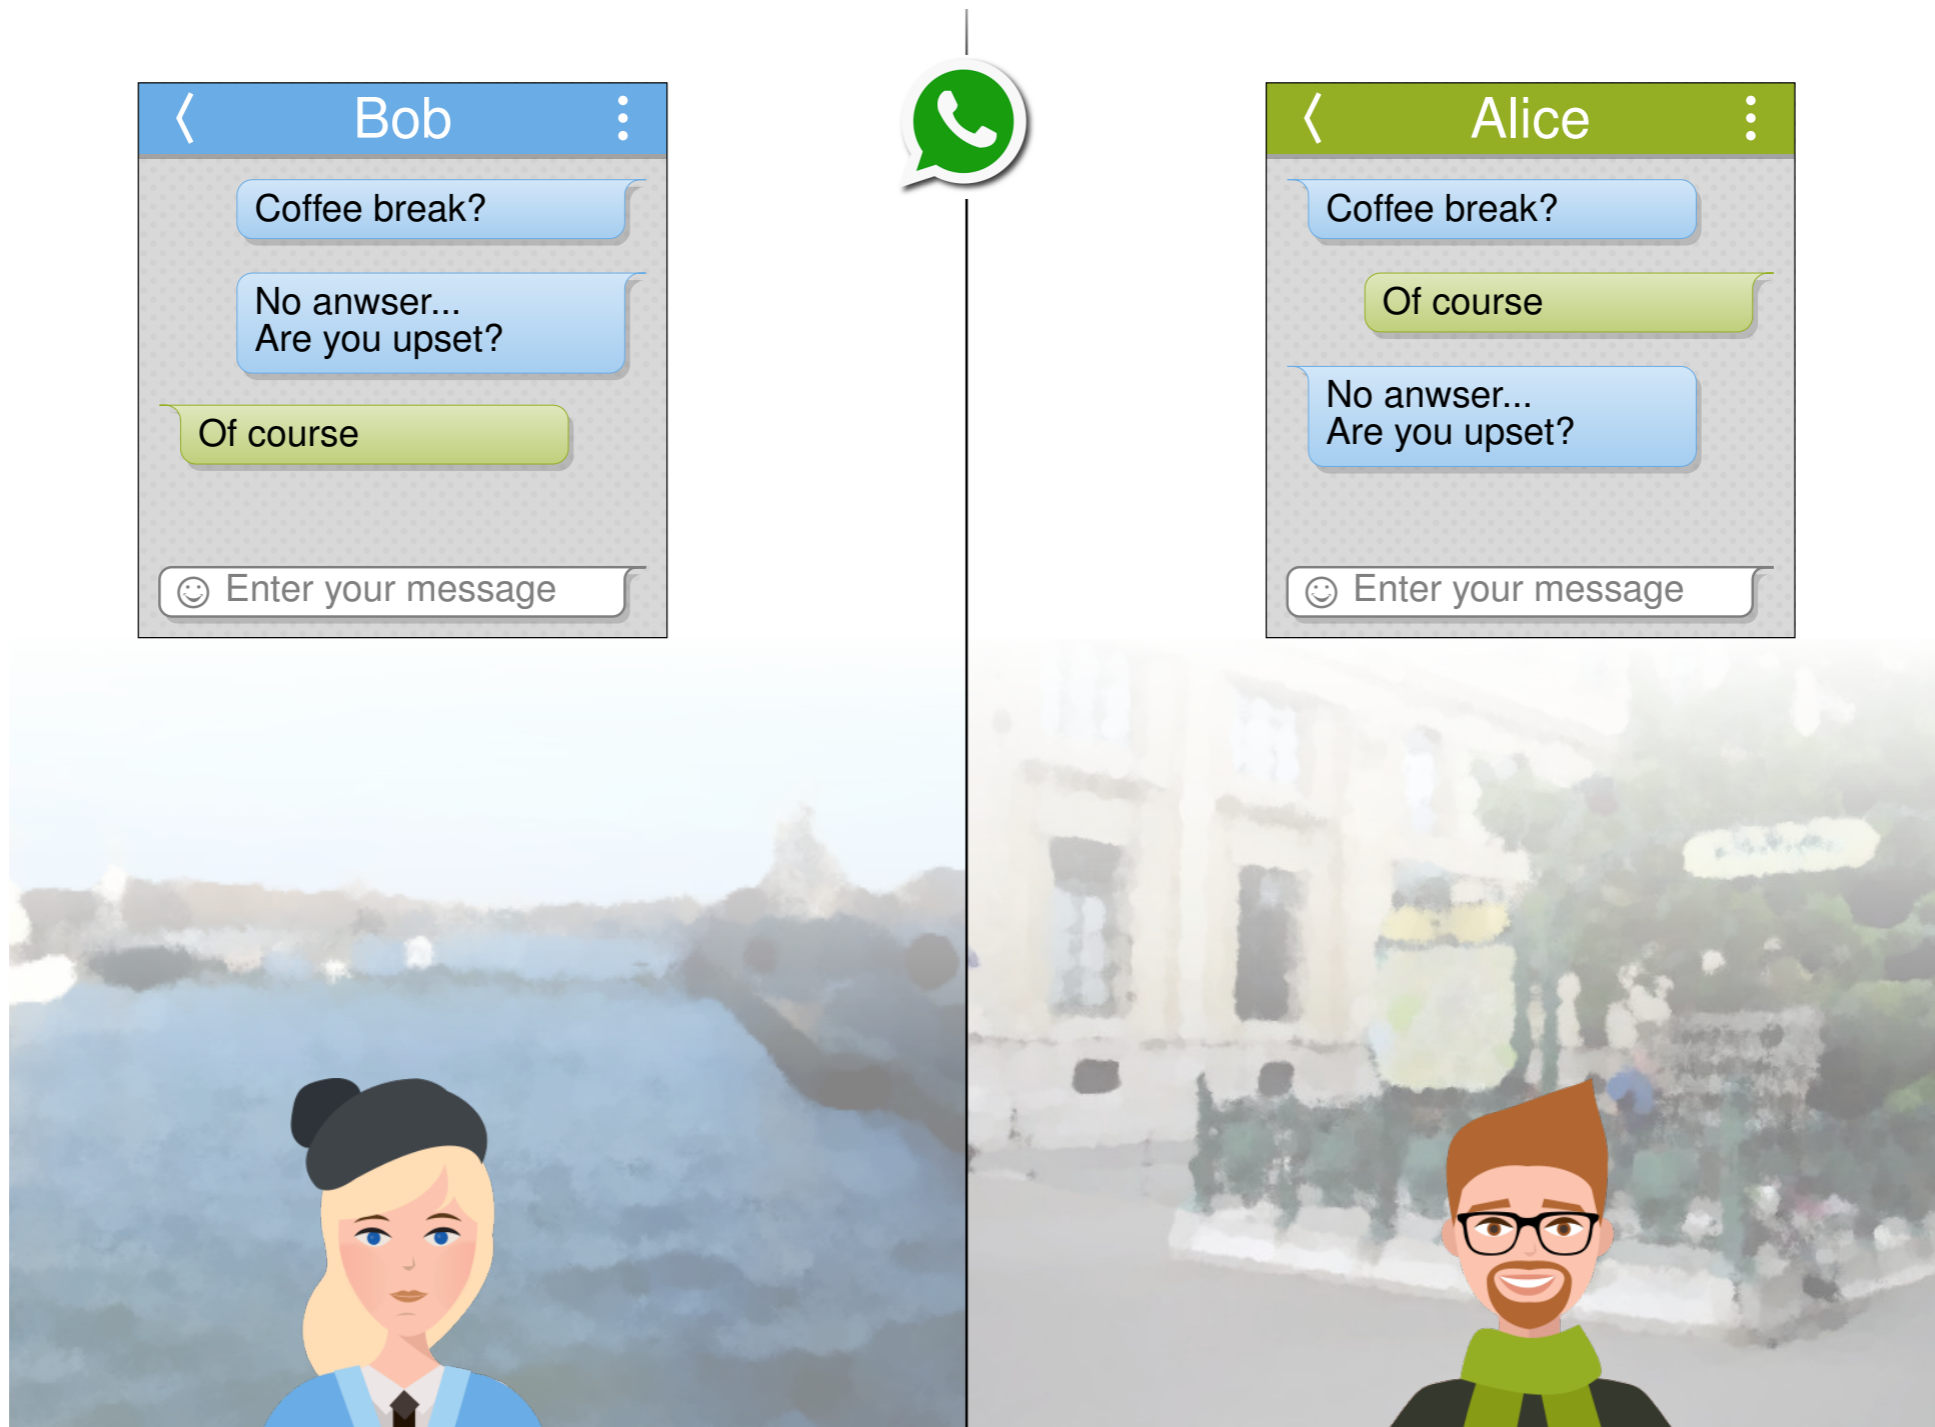 Bob
Coffee break?
No anwser...
Are you upset?
Of course
Enter your message
Alice
Coffee break?
Of course
No anwser...
Are you upset?
Enter your message